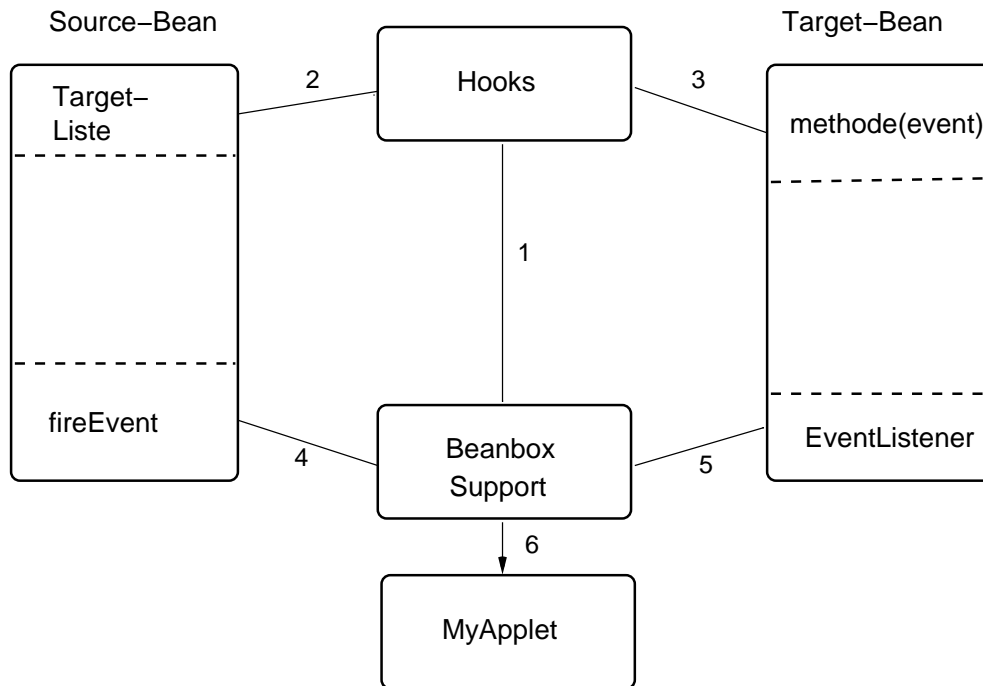 Source–Bean
Target–Bean
Target–
Liste
2
Hooks
3
methode(event)
1
fireEvent
4
Beanbox
Support
5
EventListener
6
MyApplet